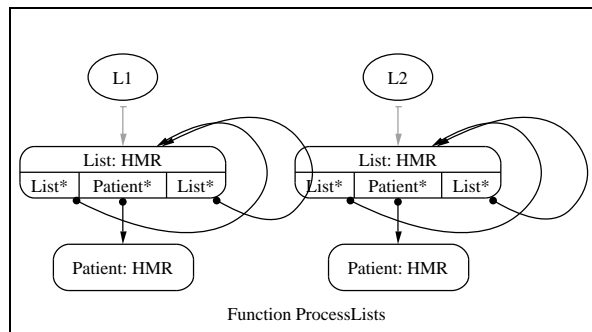 L1 L2
List: HMR List: HMR
List* Patient* List* List* Patient* List*
Patient: HMR Patient: HMR
Function ProcessLists